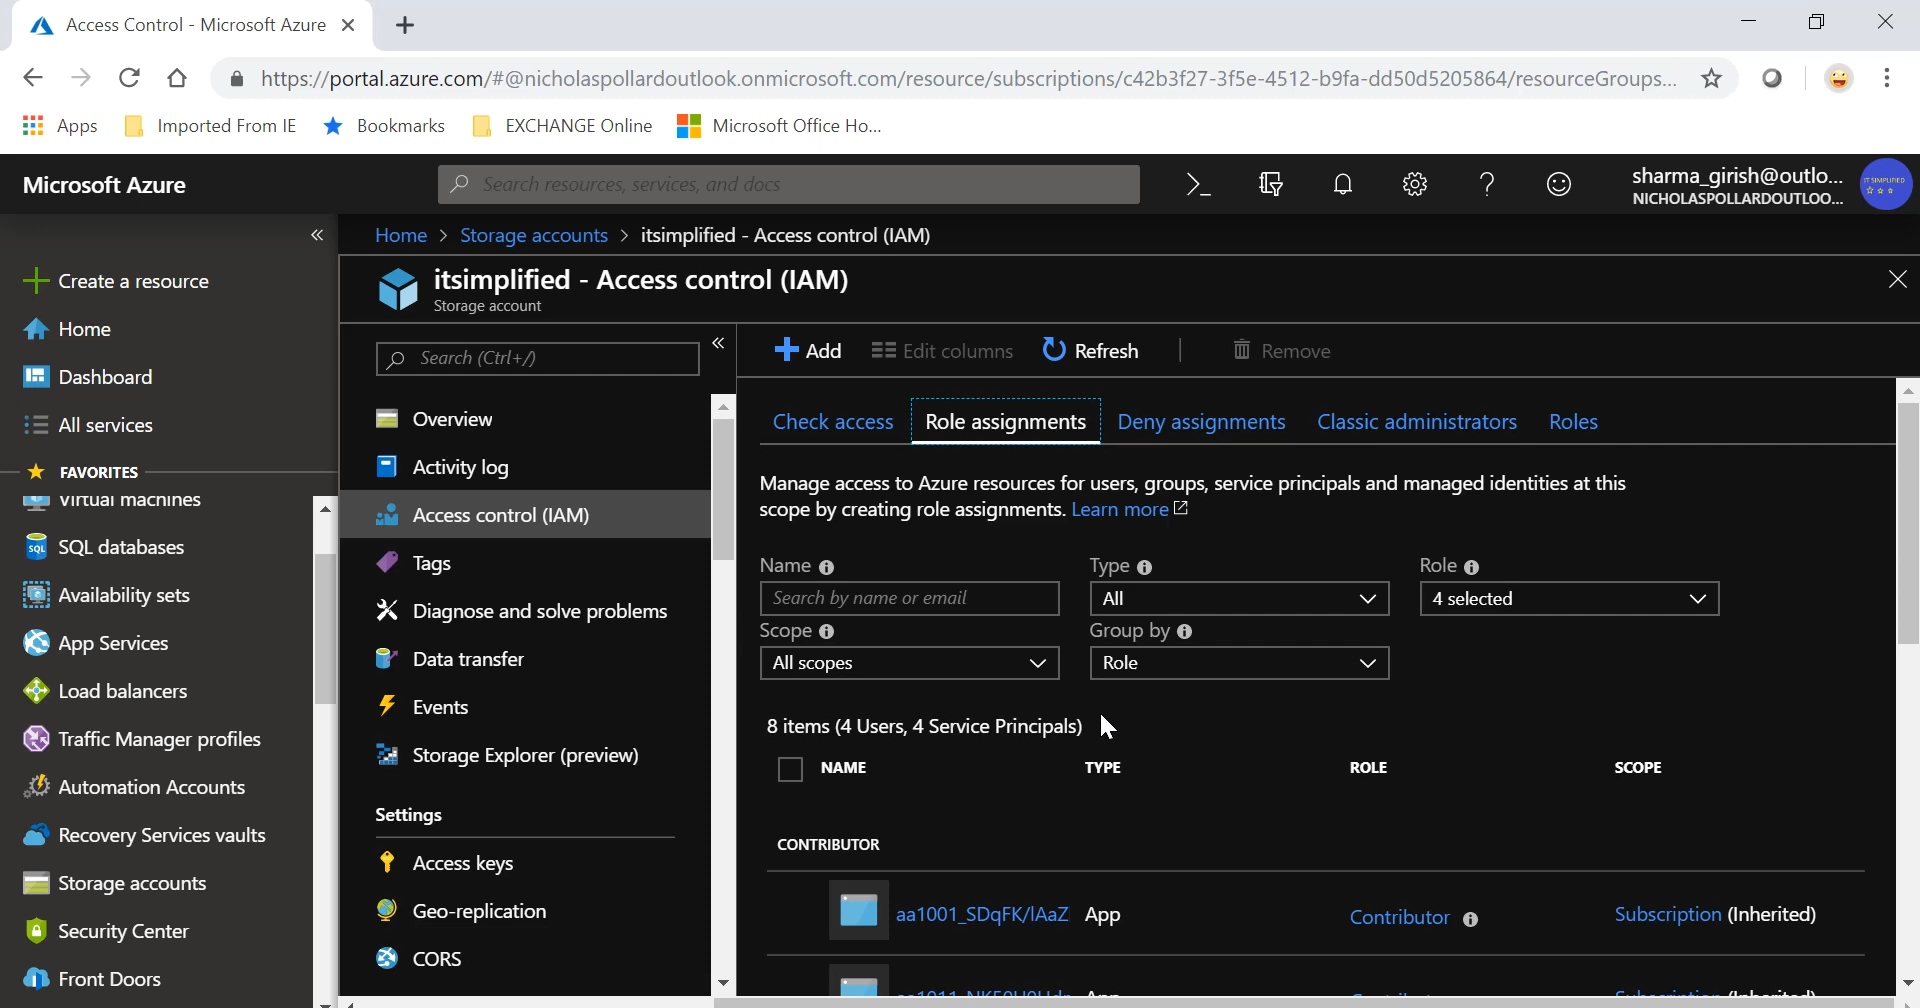 Access Control - Microsoft Azure
https://portal.azure.com/#@nicholaspollardoutlook.onmicrosoft.com/resource/subscriptions/c42b3f27-3f5e-4512-b9fa-dd50d5205864/resourceGroups...
Apps Imported From IE Bookmarks EXCHANGE Online Microsoft Office Ho...
Microsoft Azure
Search resources, services, and docs
sharma_girish@outlo...
NICHOLASPOLLARDOUTLOO...
IT SIMPLIFIED
Create a resource
Home
Dashboard
All services
FAVORITES
Virtual machines
SQL databases
SQL
Availability sets
App Services
Load balancers
Traffic Manager profiles
Automation Accounts
Recovery Services vaults
Storage accounts
Security Center
Front Doors
Home > Storage accounts > itsimplified - Access control (IAM)
itsimplified - Access control (IAM)
Storage account
Search (Ctrl+/)
Overview
Activity log
Access control (IAM)
Tags
Diagnose and solve problems
Data transfer
Events
Storage Explorer (preview)
Settings
Access keys
Geo-replication
CORS
Add Edit columns Refresh Remove
Check access Role assignments Deny assignments Classic administrators Roles
Manage access to Azure resources for users, groups, service principals and managed identities at this
scope by creating role assignments. Learn more
Name Type Role
Search by name or email All 4 selected
Scope Group by
All scopes Role
8 items (4 Users, 4 Service Principals)
NAME TYPE ROLE SCOPE
CONTRIBUTOR
aa1001_SDqFK/lAaZ App Contributor Subscription (Inherited)
App Subscription (Inherited)